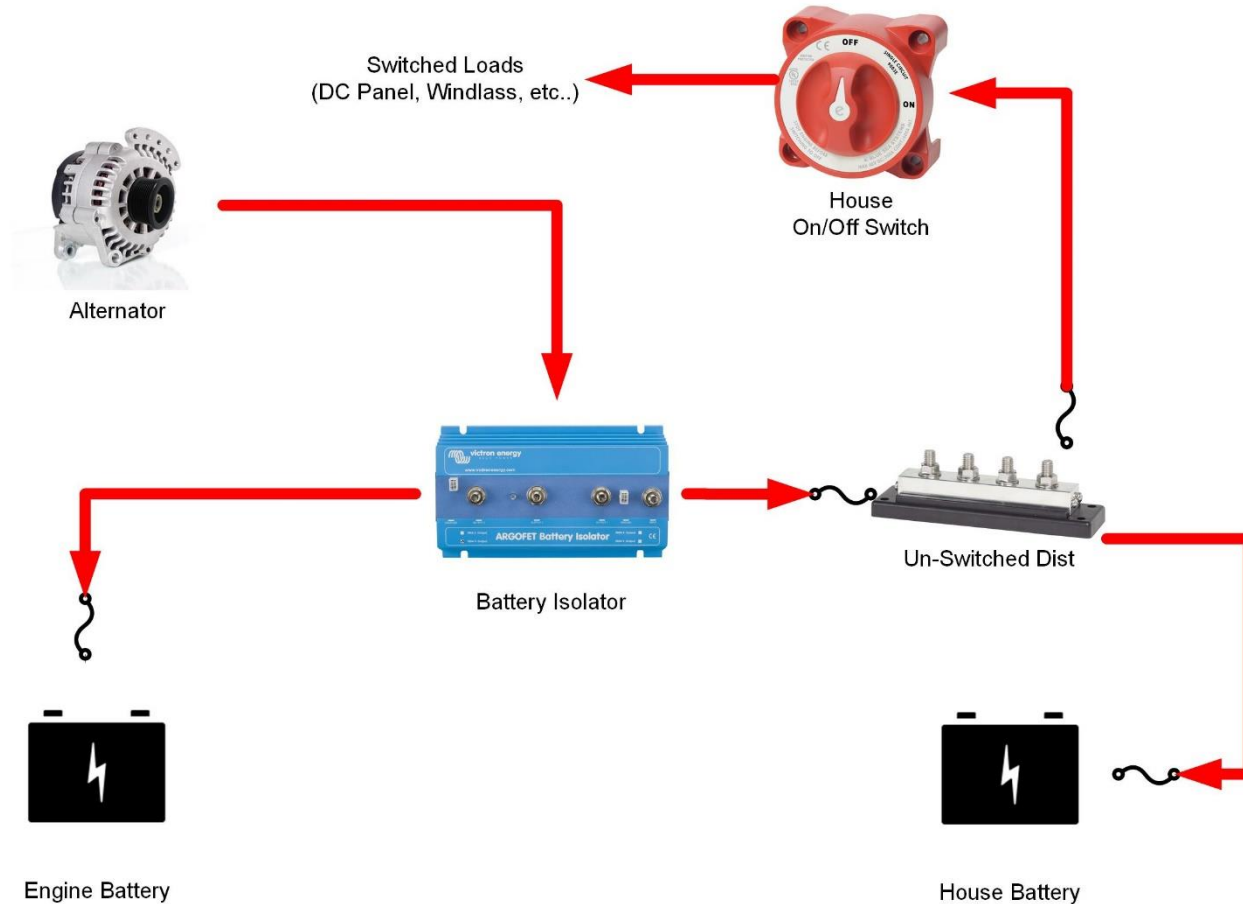 Switched Loads
(DC Panel, Windlass, etc..)
OFF
ON
House
On/Off Switch
Alternator
victron energy
ARGOFET Battery Isolator
Battery Isolator
Un-Switched Dist
Engine Battery
House Battery